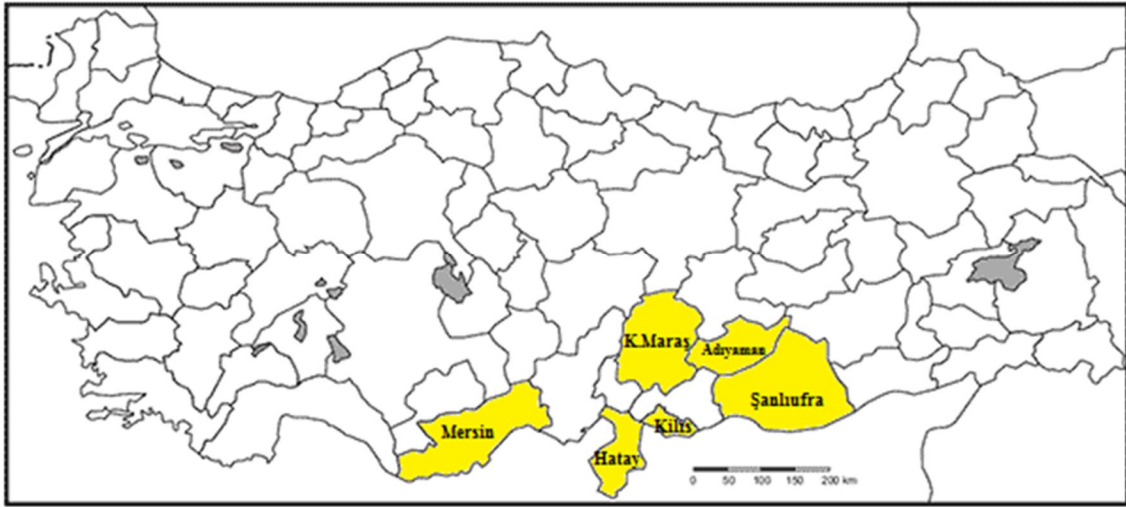 K.Maraş
Adıyaman
Şanlıufra
Mersin
Kilis
Hatay
0 50 100 150 200 km